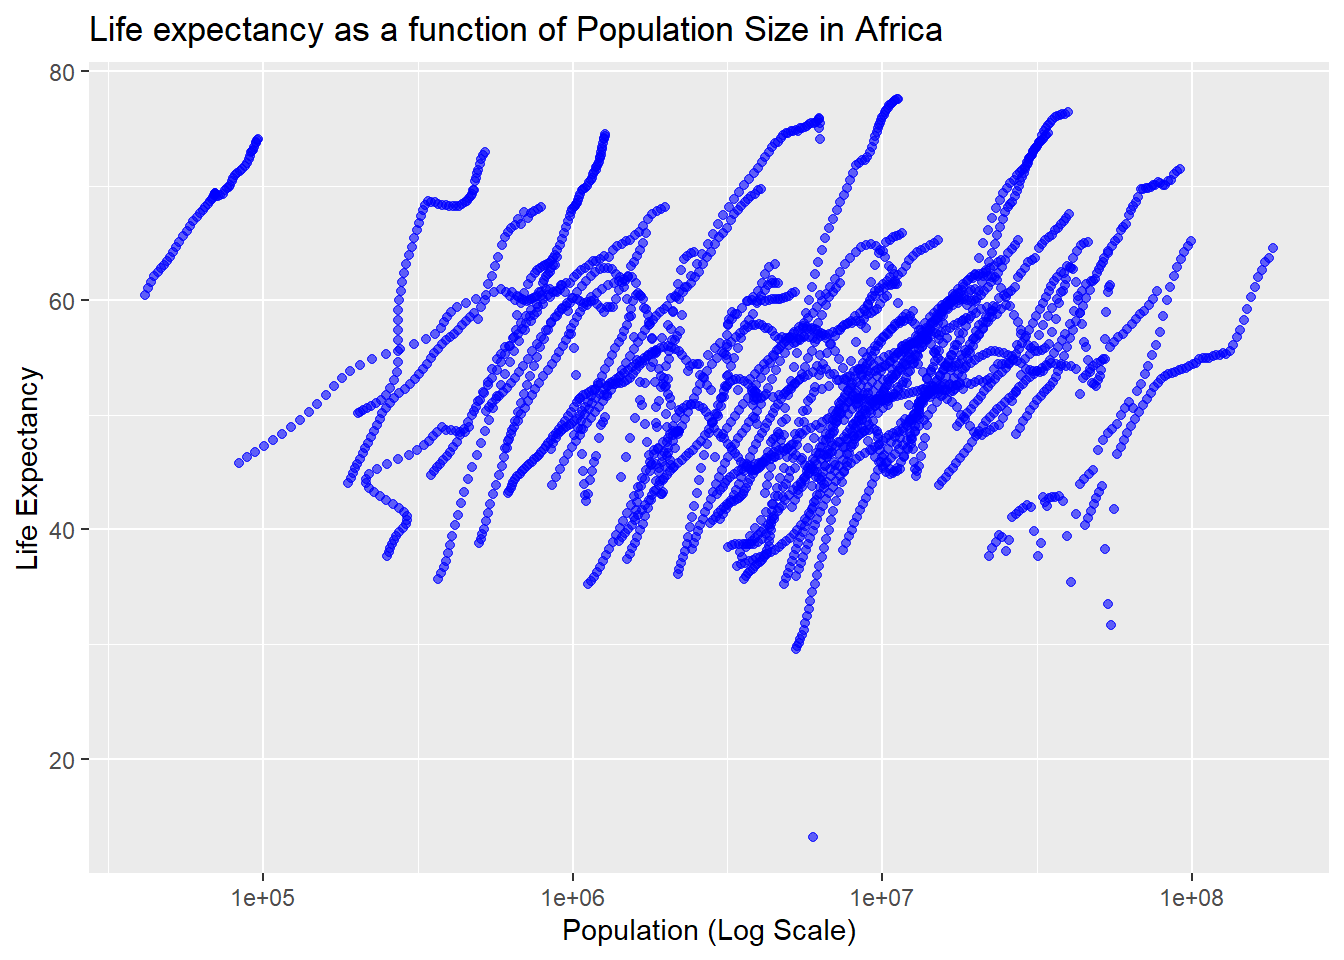 Life expectancy as a function of Population Size in Africa
80
60
40
20
Life Expectancy
1e+05
1e+06
1e+07
1e+08
Population (Log Scale)